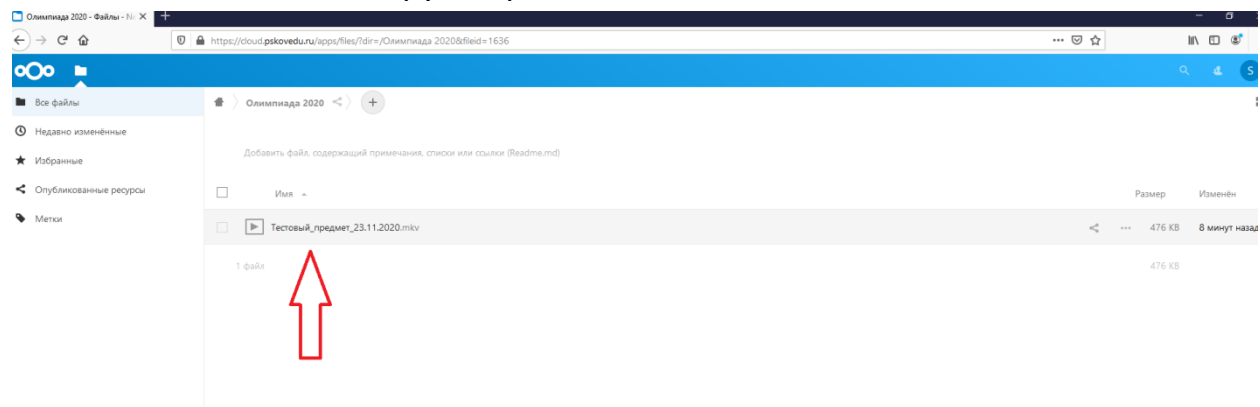 Олимпиада 2020 - Файлы - Ne
https://cloud.pskovedu.ru/apps/files/?dir=/Олимпиада 2020&fileid=1636
S
Все файлы
Олимпиада 2020
Недавно изменённые
Добавить файл, содержащий примечания, списки или ссылки (Readme.md)
Избранные
Опубликованные ресурсы
Имя
Размер
Изменён
Метки
Тестовый_предмет_23.11.2020.mkv
476 KB
8 минут назад
1 файл
476 KB